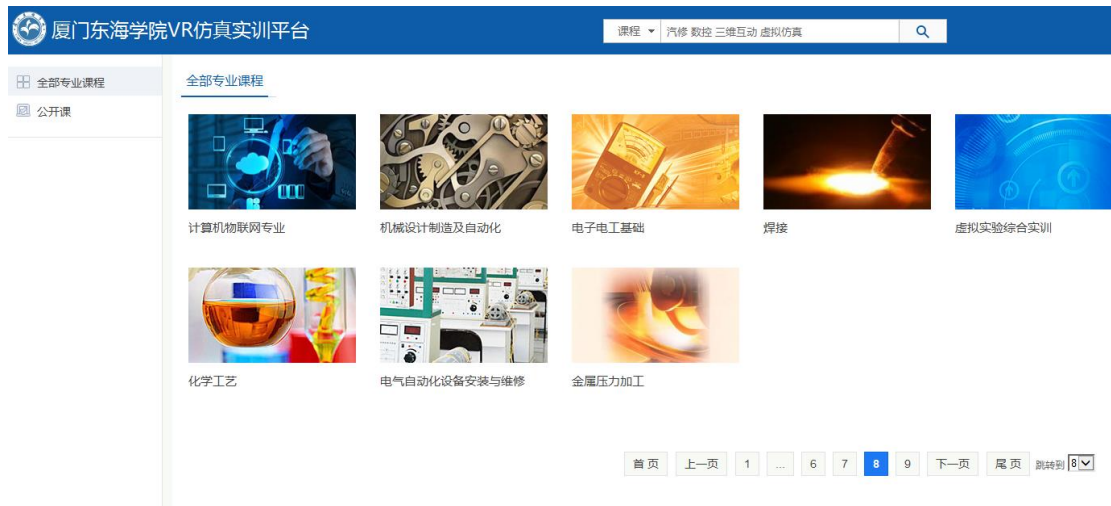 厦门东海学院VR仿真实训平台
课程 汽修 数控 三维互动 虚拟仿真
全部专业课程
公开课
全部专业课程
计算机物联网专业 机械设计制造及自动化 电子电工基础 焊接 虚拟实验综合实训
化学工艺 电气自动化设备安装与维修 金属压力加工
首页 上一页 1 ... 6 7 8 9 下一页 尾页 跳转到 8